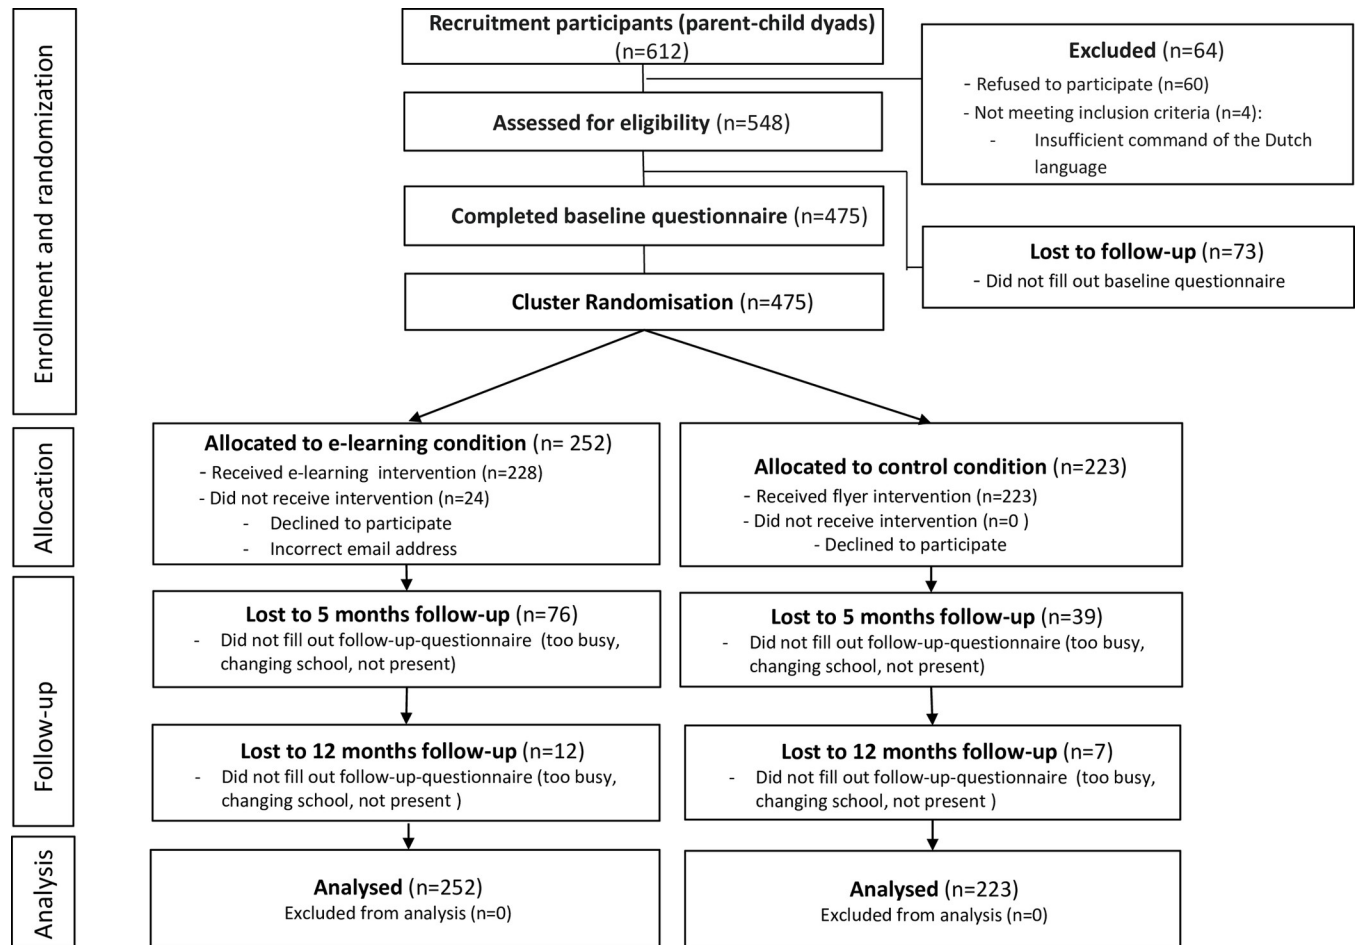 Enrollment and randomization
Recruitment participants (parent-child dyads)
(n=612)
Excluded (n=64)
- Refused to participate (n=60)
- Not meeting inclusion criteria (n=4):
- Insufficient command of the Dutch
language
Assessed for eligibility (n=548)
Completed baseline questionnaire (n=475)
Lost to follow-up (n=73)
- Did not fill out baseline questionnaire
Cluster Randomisation (n=475)
Allocation
Allocated to e-learning condition (n= 252)
- Received e-learning intervention (n=228)
- Did not receive intervention (n=24)
- Declined to participate
- Incorrect email address
Allocated to control condition (n=223)
- Received flyer intervention (n=223)
- Did not receive intervention (n=0 )
- Declined to participate
Follow-up
Lost to 5 months follow-up (n=76)
- Did not fill out follow-up-questionnaire (too busy,
changing school, not present)
Lost to 5 months follow-up (n=39)
- Did not fill out follow-up-questionnaire (too busy,
changing school, not present)
Lost to 12 months follow-up (n=12)
- Did not fill out follow-up-questionnaire (too busy,
changing school, not present )
Lost to 12 months follow-up (n=7)
- Did not fill out follow-up-questionnaire (too busy,
changing school, not present )
Analysis
Analysed (n=252)
Excluded from analysis (n=0)
Analysed (n=223)
Excluded from analysis (n=0)